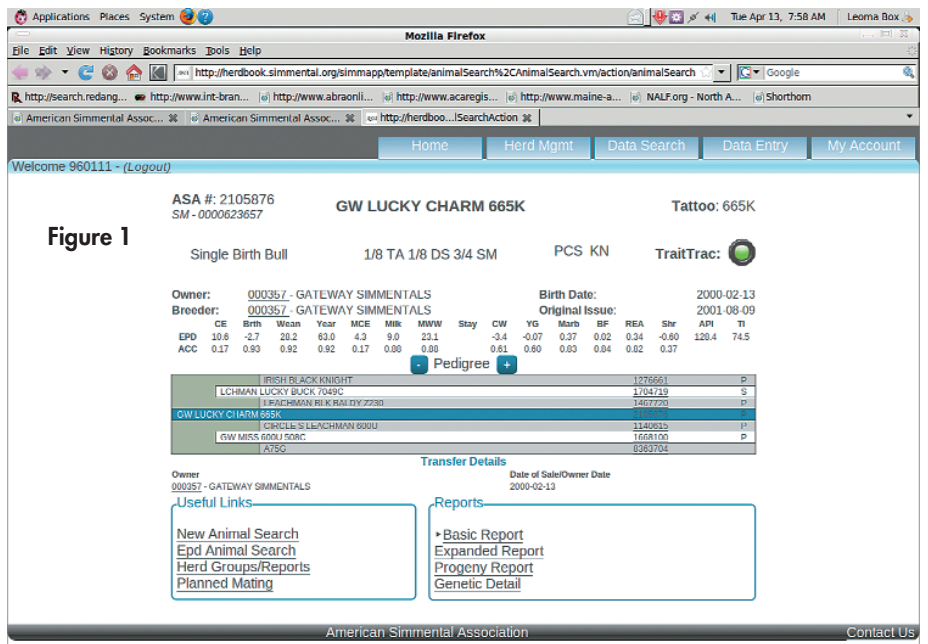 Applications Places System Tue Apr 13, 7:58 AM Leoma Box
Mozilla Firefox
File Edit View History Bookmarks Tools Help
http://herdbook.simmental.org/simmapp/template/animalSearch%2CAnimalSearch.vm/action/animalSearch Google
http://search.redang... http://www.int-bran... http://www.abraonli... http://www.acaregis... http://www.maine-a... NALF.org - North A... Shorthorn
American Simmental Assoc... American Simmental Assoc... http://herdboo...lSearchAction
Home Herd Mgmt Data Search Data Entry My Account
Welcome 960111 - (Logout)
ASA #: 2105876 GW LUCKY CHARM 665K Tattoo: 665K
SM - 0000623657
Figure 1
Single Birth Bull 1/8 TA 1/8 DS 3/4 SM PCS KN TraitTrac:
Owner: 000357 - GATEWAY SIMMENTALS Birth Date: 2000-02-13
Breeder: 000357 - GATEWAY SIMMENTALS Original Issue: 2001-08-09
CE Brth Wean Year MCE Milk MWW Stay CW YG Marb BF REA Shr API TI
EPD 10.6 -2.7 28.2 63.0 4.3 9.0 23.1 -3.4 -0.07 0.37 0.02 0.34 -0.60 128.4 74.5
ACC 0.17 0.93 0.92 0.92 0.17 0.88 0.88 0.61 0.60 0.83 0.84 0.82 0.37
- Pedigree +
IRISH BLACK KNIGHT 1276661 P
LCHMAN LUCKY BUCK 7049C 1704719 S
LEACHMAN BLK BALDY Z230 1467720 P
GW LUCKY CHARM 665K 2105876 P
CIRCLE S LEACHMAN 600U 1140615 P
GW MISS 600U 508C 1668100 P
A75G 8363704
Transfer Details
Owner Date of Sale/Owner Date
000357 - GATEWAY SIMMENTALS 2000-02-13
Useful Links Reports
New Animal Search Basic Report
Epd Animal Search Expanded Report
Herd Groups/Reports Progeny Report
Planned Mating Genetic Detail
American Simmental Association Contact Us